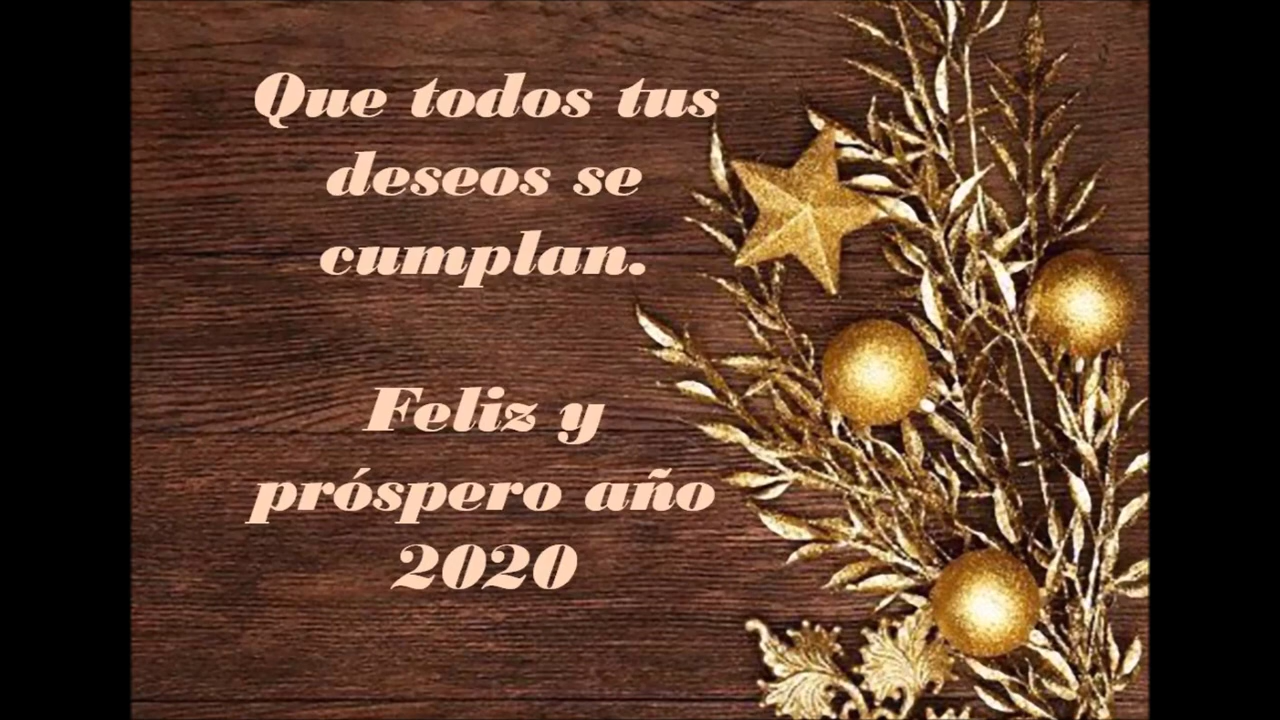 Que todos tus
deseos se
cumplan.
Feliz y
próspero año
2020